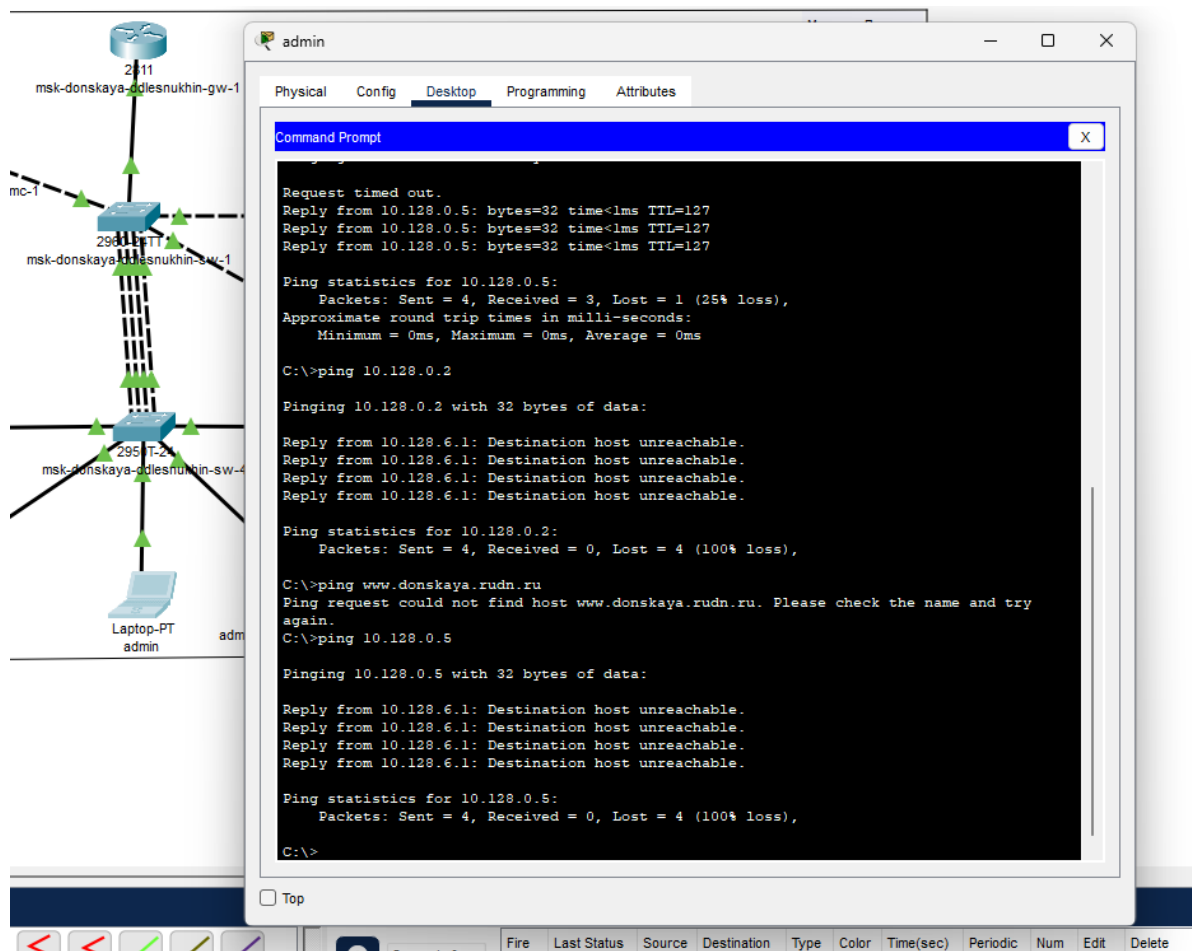 2811
msk-donskaya-ddlesnukhin-gw-1
mc-1
2960-24TT
msk-donskaya-ddlesnukhin-sw-1
2950T-24
msk-donskaya-ddlesnukhin-sw-4
Laptop-PT
admin
adm
admin
Physical Config Desktop Programming Attributes
Command Prompt
X
Request timed out.
Reply from 10.128.0.5: bytes=32 time<1ms TTL=127
Reply from 10.128.0.5: bytes=32 time<1ms TTL=127
Reply from 10.128.0.5: bytes=32 time<1ms TTL=127
Ping statistics for 10.128.0.5:
Packets: Sent = 4, Received = 3, Lost = 1 (25% loss),
Approximate round trip times in milli-seconds:
Minimum = 0ms, Maximum = 0ms, Average = 0ms
C:\>ping 10.128.0.2
Pinging 10.128.0.2 with 32 bytes of data:
Reply from 10.128.6.1: Destination host unreachable.
Reply from 10.128.6.1: Destination host unreachable.
Reply from 10.128.6.1: Destination host unreachable.
Reply from 10.128.6.1: Destination host unreachable.
Ping statistics for 10.128.0.2:
Packets: Sent = 4, Received = 0, Lost = 4 (100% loss),
C:\>ping www.donskaya.rudn.ru
Ping request could not find host www.donskaya.rudn.ru. Please check the name and try
again.
C:\>ping 10.128.0.5
Pinging 10.128.0.5 with 32 bytes of data:
Reply from 10.128.6.1: Destination host unreachable.
Reply from 10.128.6.1: Destination host unreachable.
Reply from 10.128.6.1: Destination host unreachable.
Reply from 10.128.6.1: Destination host unreachable.
Ping statistics for 10.128.0.5:
Packets: Sent = 4, Received = 0, Lost = 4 (100% loss),
C:\>
Top
Fire Last Status Source Destination Type Color Time(sec) Periodic Num Edit Delete